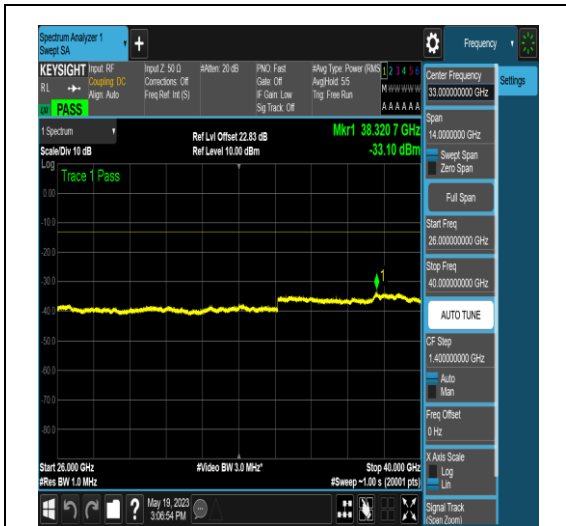 Spectrum Analyzer 1
Swept SA
Frequency
KEYSIGHT
RL
PASS
Input: RF
Coupling: DC
Align: Auto
Input Z: 50 Ω
Corrections: Off
Freq Ref: Int (S)
#Atten: 20 dB
PNO: Fast
Gate: Off
IF Gain: Low
Sig Track: Off
#Avg Type: Power (RMS
Avg|Hold: 5/5
Trig: Free Run
1 2 3 4 5 6
M W W W W W
A A A A A A
Center Frequency
33.000000000 GHz
Settings
Span
14.0000000 GHz
Swept Span
Zero Span
Full Span
Start Freq
26.000000000 GHz
Stop Freq
40.000000000 GHz
AUTO TUNE
CF Step
1.400000000 GHz
Auto
Man
Freq Offset
0 Hz
X Axis Scale
Log
Lin
Signal Track
(Span Zoom)
1 Spectrum
Scale/Div 10 dB
Ref Lvl Offset 22.83 dB
Ref Level 10.00 dBm
Mkr1 38.320 7 GHz
-33.10 dBm
Log
Trace 1 Pass
0.00
-10.0
-20.0
-30.0
-40.0
-50.0
-60.0
-70.0
-80.0
1
Start 26.000 GHz
#Res BW 1.0 MHz
#Video BW 3.0 MHz*
Stop 40.000 GHz
#Sweep ~1.00 s (20001 pts)
May 19, 2023
3:06:54 PM